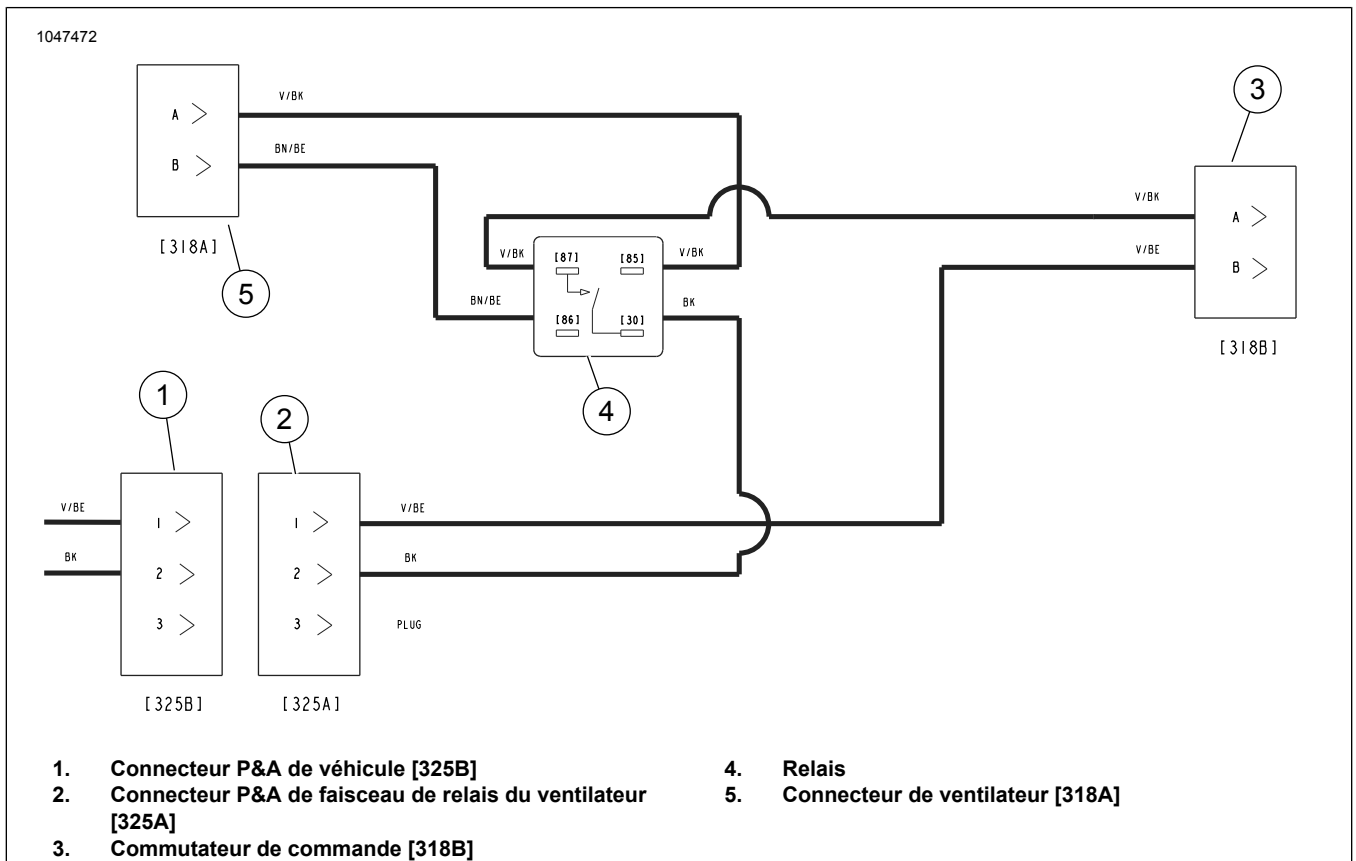 1047472
V/BK
A
B
BN/BE
[318A]
5
3
V/BK
A
V/BE
B
[318B]
V/BK
[87]
[85]
V/BK
BN/BE
[86]
[30]
BK
4
1
2
V/BE
1
BK
2
3
[325B]
1
V/BE
2
BK
3
PLUG
[325A]
1. Connecteur P&A de véhicule [325B]
2. Connecteur P&A de faisceau de relais du ventilateur
[325A]
3. Commutateur de commande [318B]
4. Relais
5. Connecteur de ventilateur [318A]